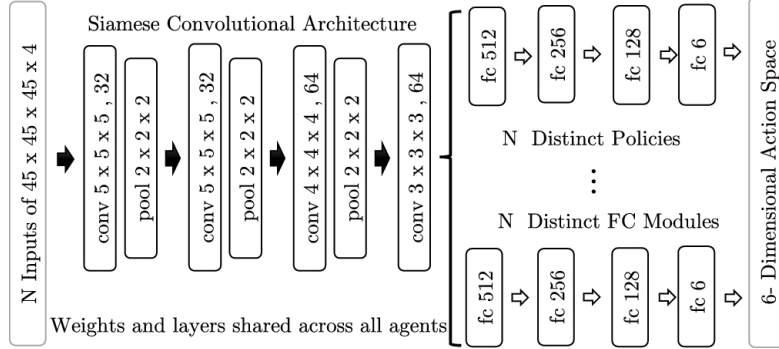 N Inputs of 45 x 45 x 45 x 4
Siamese Convolutional Architecture
conv 5 x 5 x 5 , 32
pool 2 x 2 x 2
conv 5 x 5 x 5 , 32
pool 2 x 2 x 2
conv 4 x 4 x 4 , 64
pool 2 x 2 x 2
conv 3 x 3 x 3 , 64
Weights and layers shared across all agents
fc 512
fc 256
fc 128
fc 6
N Distinct Policies
⋮
N Distinct FC Modules
fc 512
fc 256
fc 128
fc 6
6- Dimensional Action Space